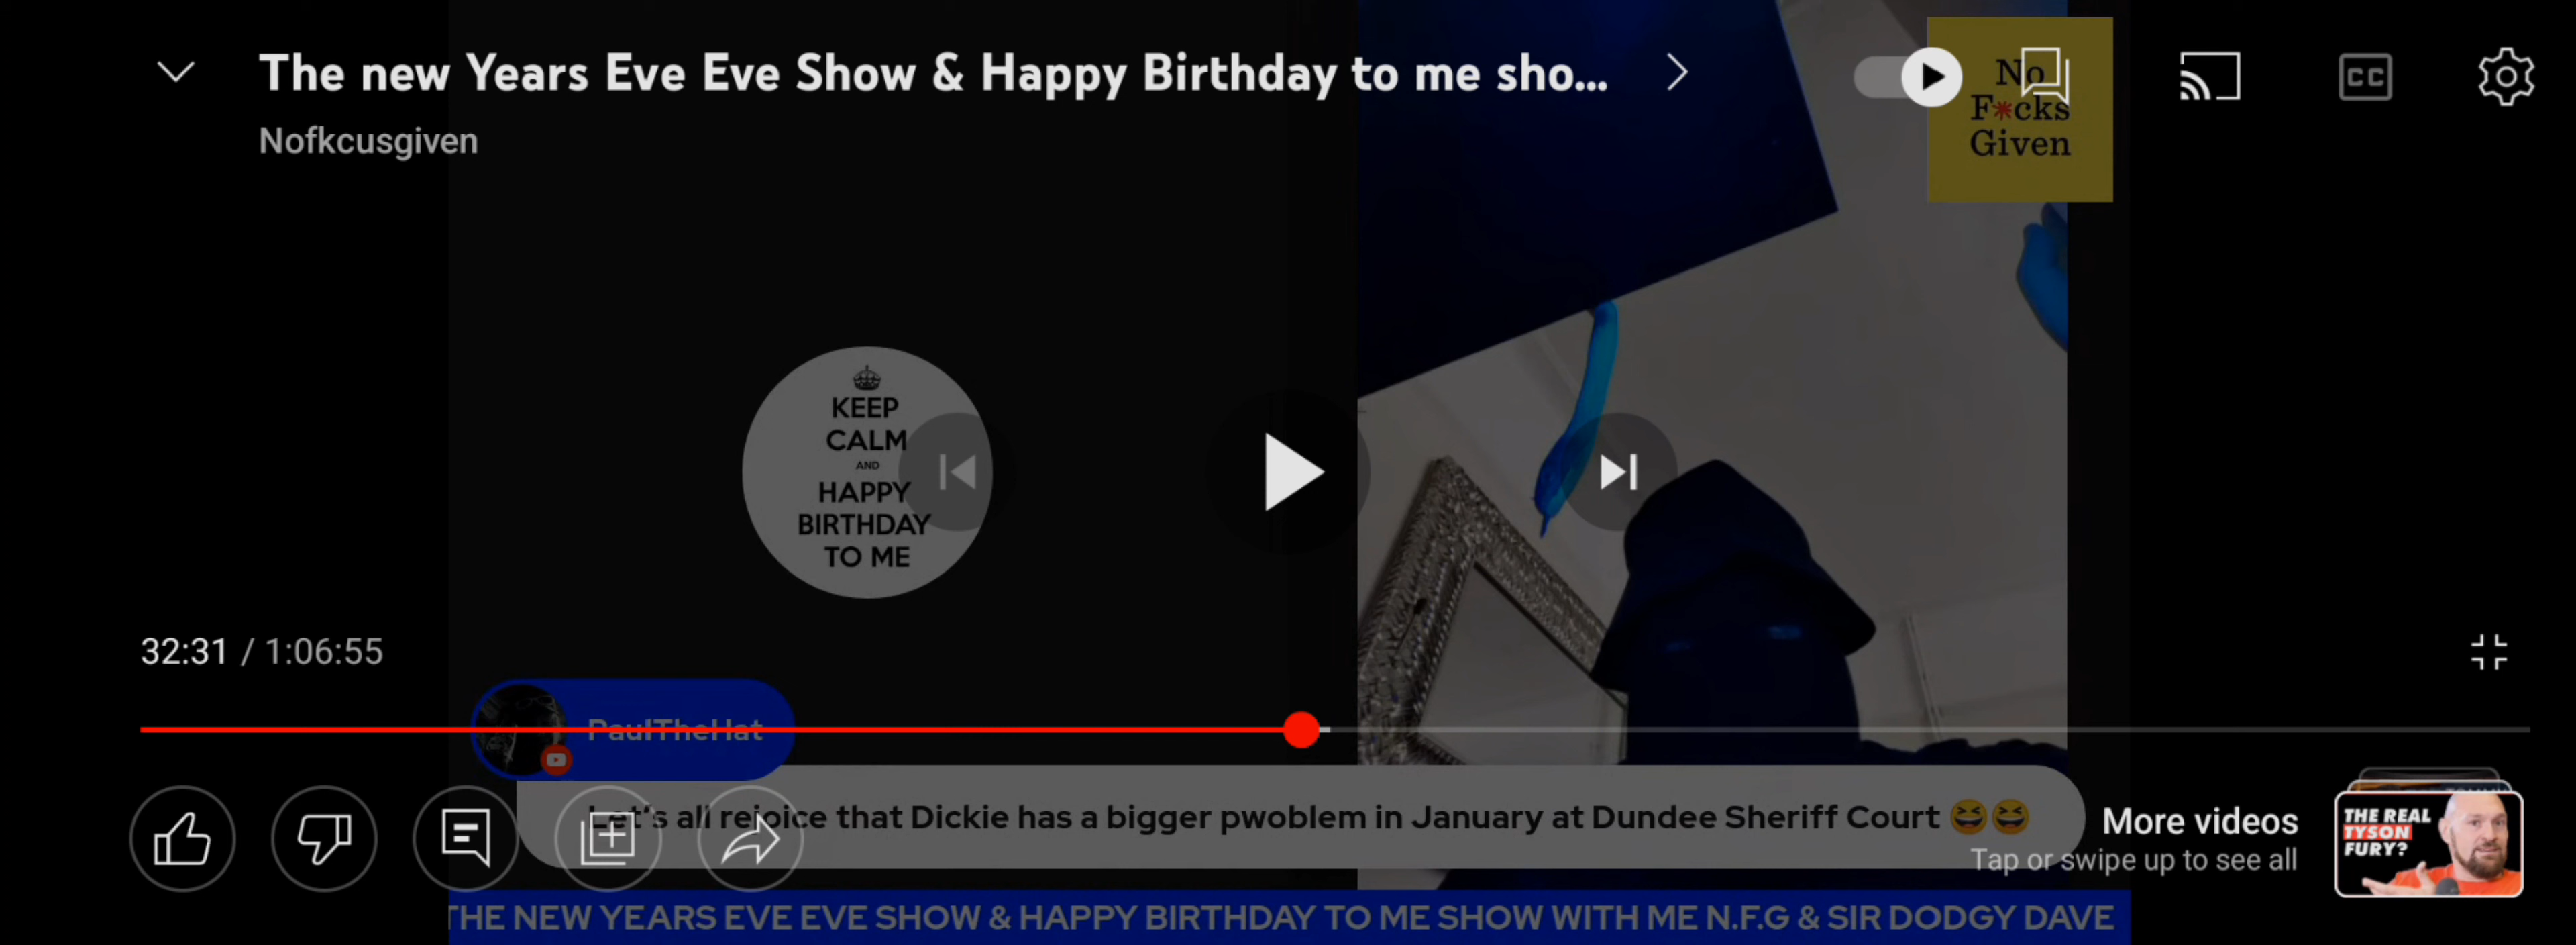 The new Years Eve Eve Show & Happy Birthday to me sho...
Nofkcusgiven
No
F*cks
Given
CC
KEEP
CALM
AND
HAPPY
BIRTHDAY
TO ME
32:31 / 1:06:55
PaulTheHat
Let's all rejoice that Dickie has a bigger pwoblem in January at Dundee Sheriff Court 😆😆
More videos
Tap or swipe up to see all
THE REAL
TYSON
FURY?
THE NEW YEARS EVE EVE SHOW & HAPPY BIRTHDAY TO ME SHOW WITH ME N.F.G & SIR DODGY DAVE